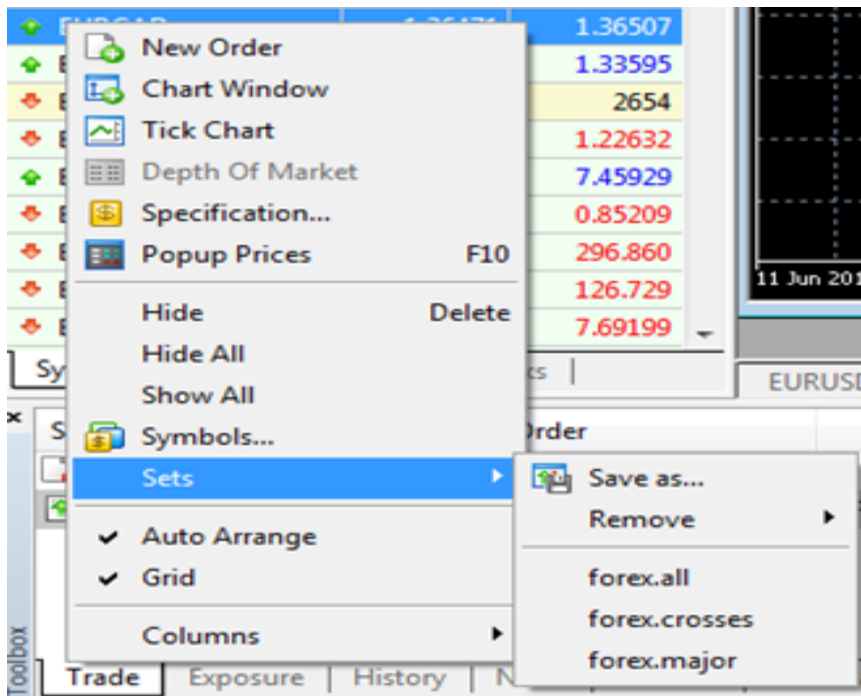 1.36507
New Order
1.33595
Chart Window
2654
Tick Chart
1.22632
Depth Of Market
7.45929
Specification...
0.85209
Popup Prices F10
296.860
11 Jun 201
126.729
Hide Delete
7.69199
Hide All
Sy
cs |
EURUSD
Show All
S
Symbols...
Order
Sets
Save as...
Remove
Auto Arrange
Grid
forex.all
forex.crosses
Columns
forex.major
Toolbox
Trade Exposure History N